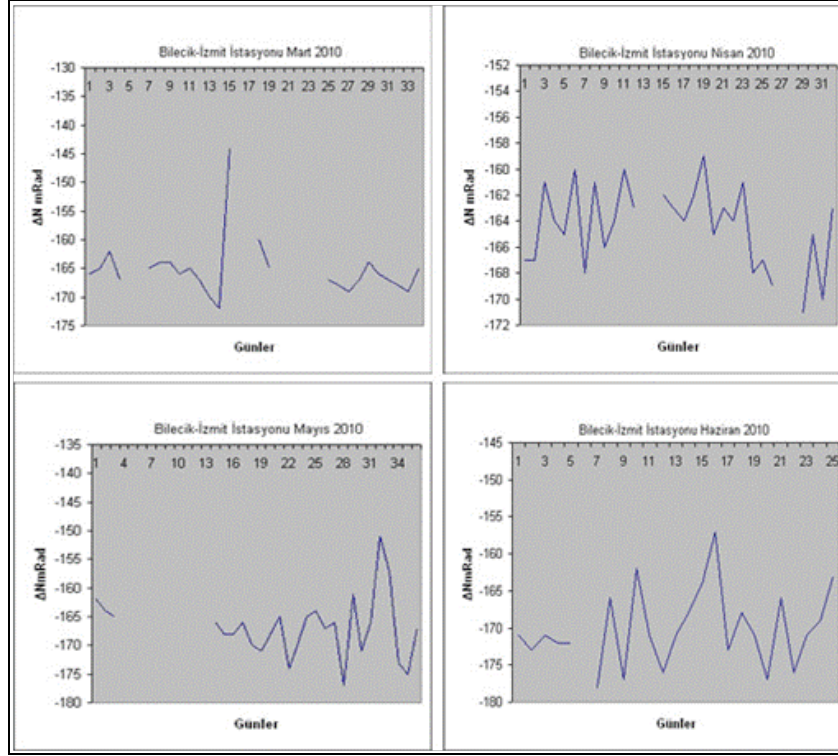 Bilecik-İzmit İstasyonu Mart 2010
-130
-135
-140
-145
-150
-155
-160
-165
-170
-175
1 3 5 7 9 11 13 15 17 19 21 23 25 27 29 31 33
ΔN mRad
Günler
Bilecik-İzmit İstasyonu Nisan 2010
-152
-154
-156
-158
-160
-162
-164
-166
-168
-170
-172
1 3 5 7 9 11 13 15 17 19 21 23 25 27 29 31
ΔN mRad
Günler
Bilecik-İzmit İstasyonu Mayıs 2010
-135
-140
-145
-150
-155
-160
-165
-170
-175
-180
1 4 7 10 13 16 19 22 25 28 31 34
ΔNmRad
Günler
Bilecik-İzmit İstasyonu Haziran 2010
-145
-150
-155
-160
-165
-170
-175
-180
1 3 5 7 9 11 13 15 17 19 21 23 25
ΔNmRad
Günler